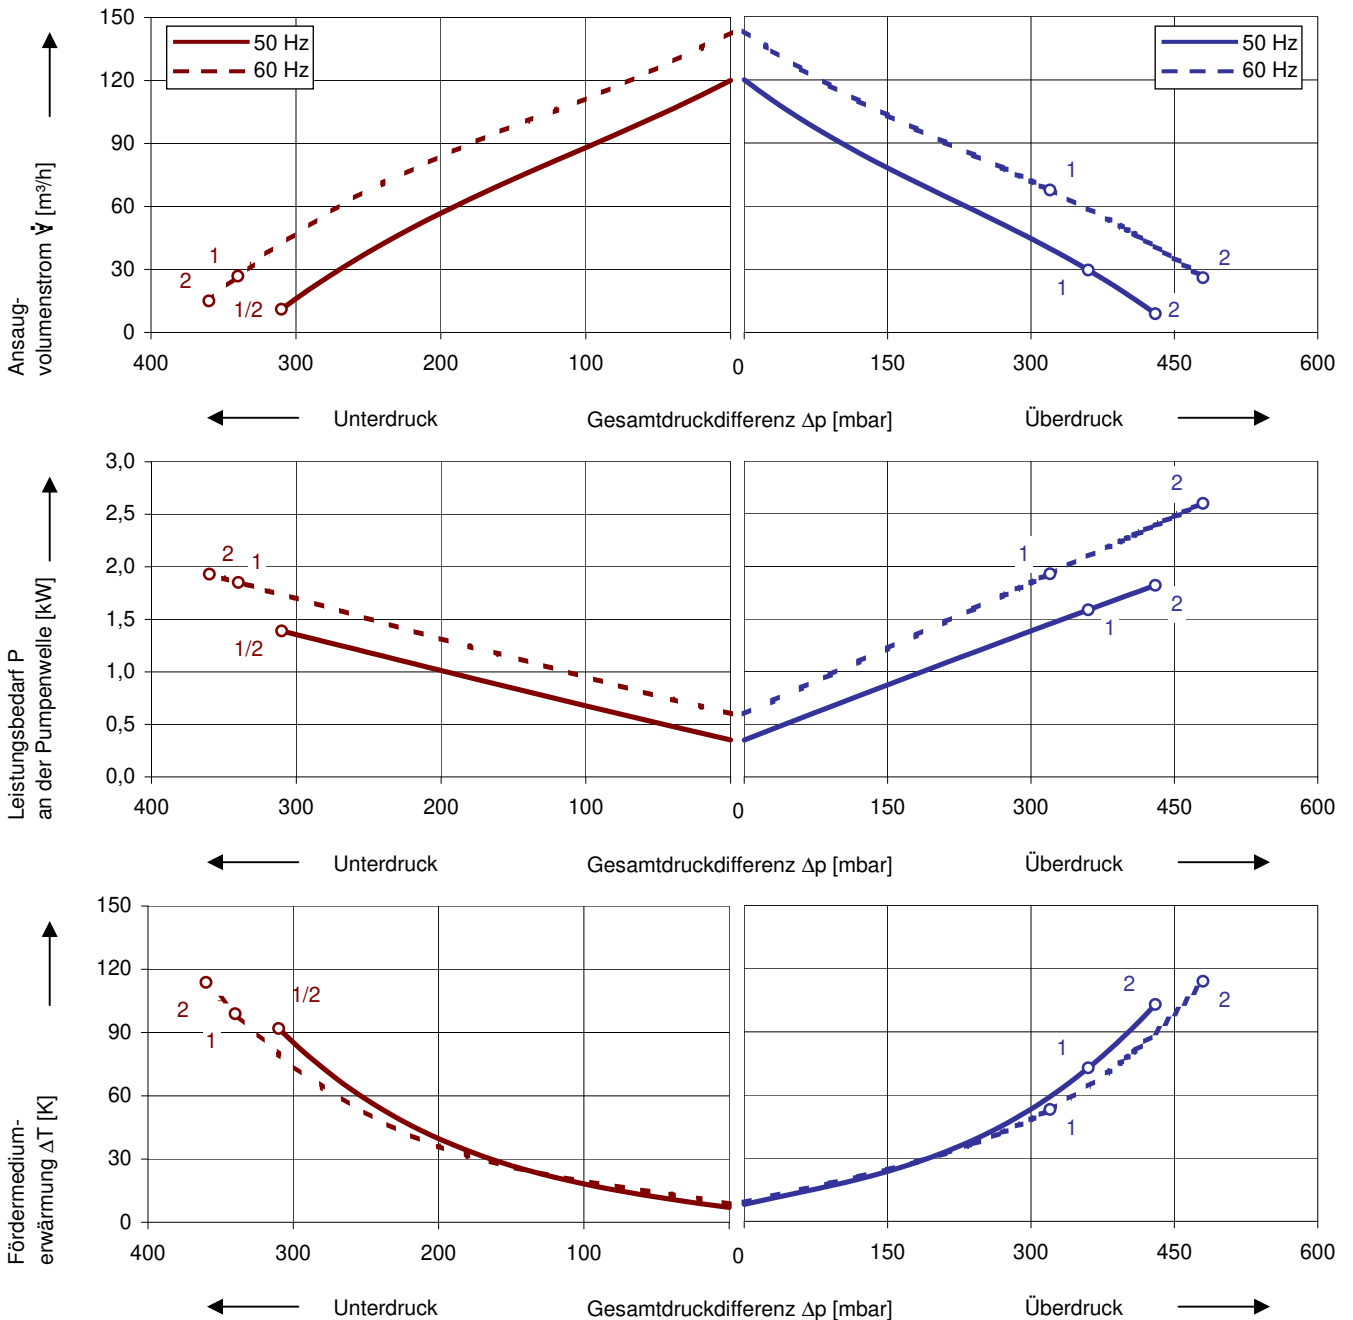 150
120
90
60
30
0
Ansaug-
volumenstrom V̇ [m³/h]
50 Hz
60 Hz
50 Hz
60 Hz
1
2
1/2
1
2
1
2
400 300 200 100 0 150 300 450 600
Unterdruck Gesamtdruckdifferenz Δp [mbar] Überdruck
3,0
2,5
2,0
1,5
1,0
0,5
0,0
Leistungsbedarf P
an der Pumpenwelle [kW]
2 1
1/2
1
2
1
2
400 300 200 100 0 150 300 450 600
Unterdruck Gesamtdruckdifferenz Δp [mbar] Überdruck
150
120
90
60
30
0
Fördermedium-
erwärmung ΔT [K]
1/2
2
1
2
1
2
1
400 300 200 100 0 150 300 450 600
Unterdruck Gesamtdruckdifferenz Δp [mbar] Überdruck